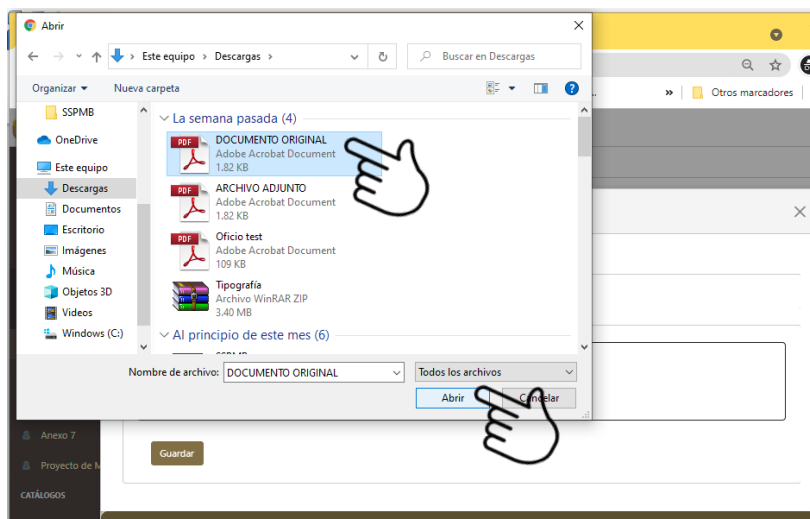 Abrir
Este equipo > Descargas >
Buscar en Descargas
Organizar
Nueva carpeta
Otros marcadores
SSPMB
OneDrive
Este equipo
Descargas
Documentos
Escritorio
Imágenes
Música
Objetos 3D
Videos
Windows (C:)
La semana pasada (4)
PDF
DOCUMENTO ORIGINAL
Adobe Acrobat Document
1.82 KB
PDF
ARCHIVO ADJUNTO
Adobe Acrobat Document
1.82 KB
PDF
Oficio test
Adobe Acrobat Document
109 KB
Tipografía
Archivo WinRAR ZIP
3.40 MB
Al principio de este mes (6)
Nombre de archivo: DOCUMENTO ORIGINAL
Todos los archivos
Abrir
Cancelar
Anexo 7
Proyecto de M
CATÁLOGOS
Guardar